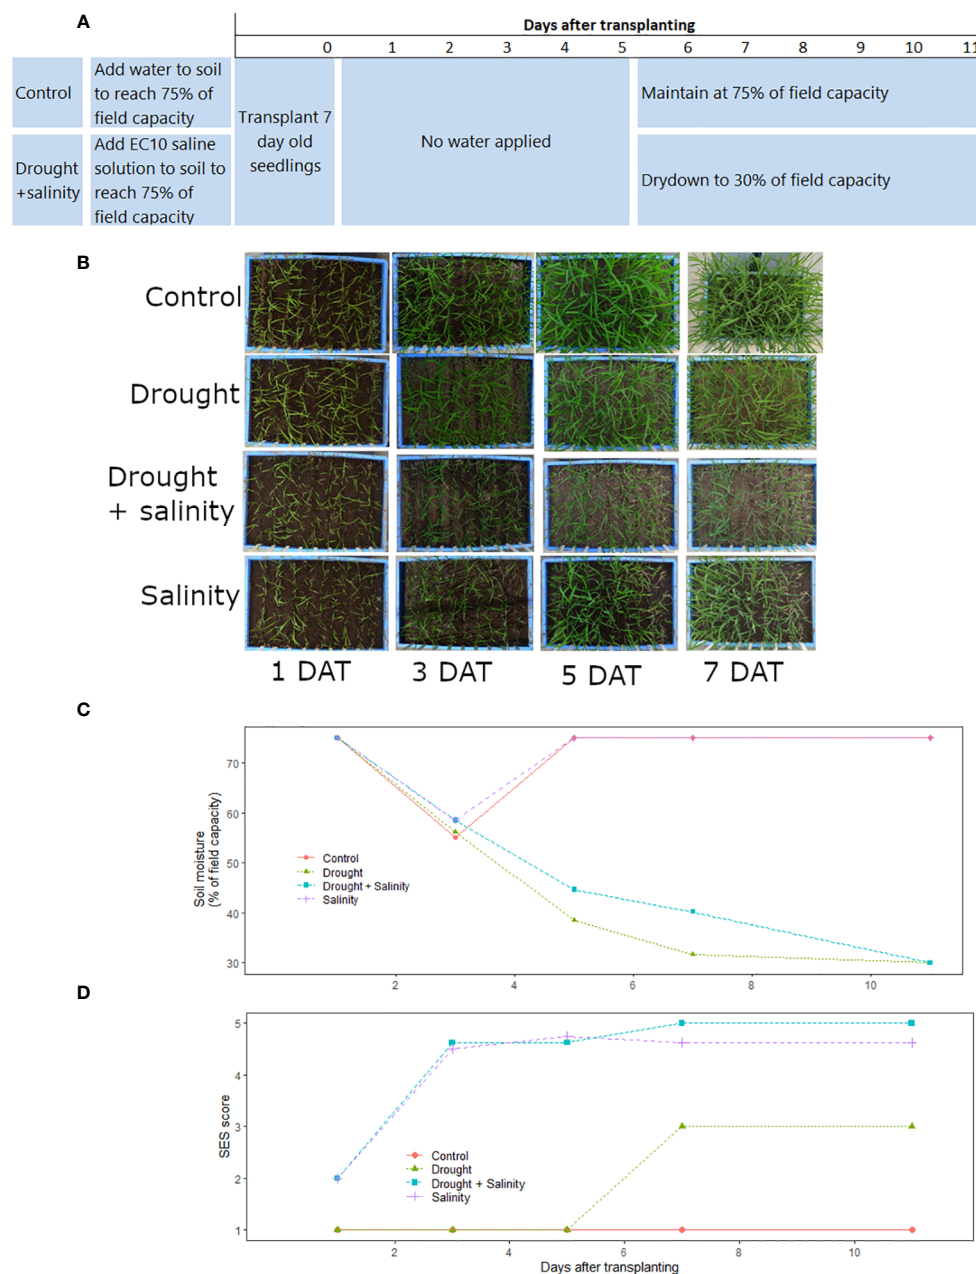 A
Days after transplanting
0 1 2 3 4 5 6 7 8 9 10 11
Control
Add water to soil
to reach 75% of
field capacity
Transplant 7
day old
seedlings
No water applied
Maintain at 75% of field capacity
Drought
+salinity
Add EC10 saline
solution to soil to
reach 75% of
field capacity
Drydown to 30% of field capacity
B
Control
Drought
Drought
+ salinity
Salinity
1 DAT 3 DAT 5 DAT 7 DAT
C
Soil moisture
(% of field capacity)
70
60
50
40
30
Control
Drought
Drought + Salinity
Salinity
2 4 6 8 10
D
SES score
5
4
3
2
1
Control
Drought
Drought + Salinity
Salinity
2 4 6 8 10
Days after transplanting